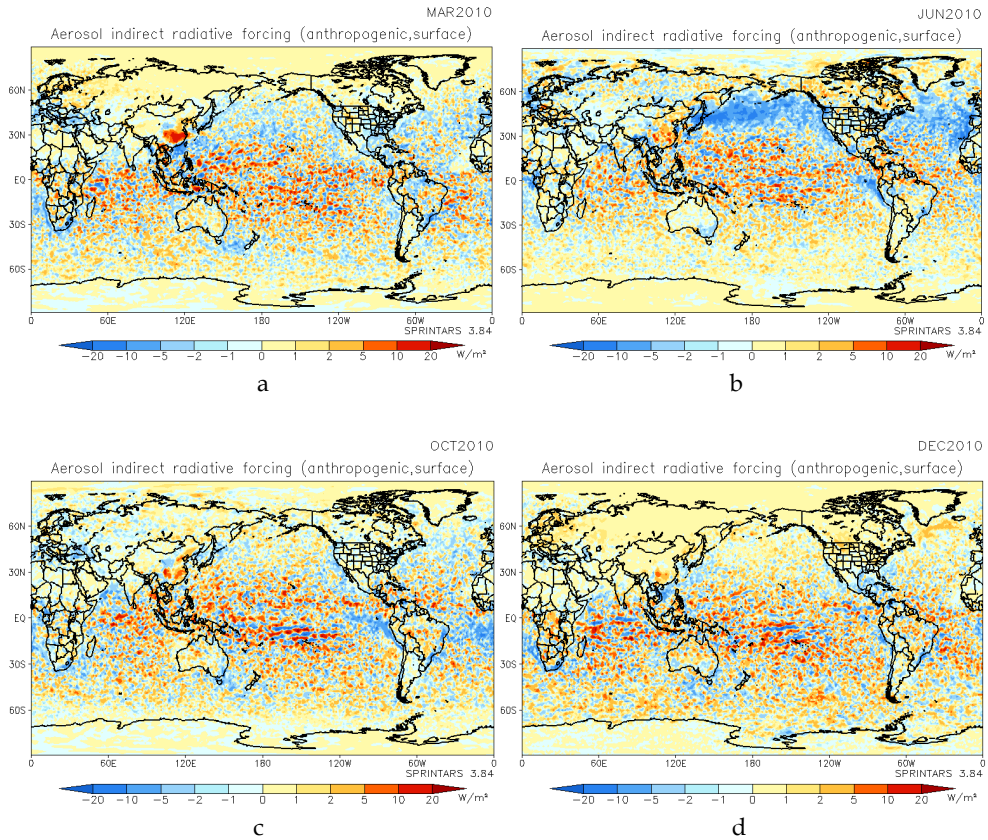 MAR2010
Aerosol indirect radiative forcing (anthropogenic,surface)
60N
30N
EQ
30S
60S
0 60E 120E 180 120W 60W 0
SPRINTARS 3.84
-20 -10 -5 -2 -1 0 1 2 5 10 20 W/m²
a
JUN2010
Aerosol indirect radiative forcing (anthropogenic,surface)
60N
30N
EQ
30S
60S
0 60E 120E 180 120W 60W 0
SPRINTARS 3.84
-20 -10 -5 -2 -1 0 1 2 5 10 20 W/m²
b
OCT2010
Aerosol indirect radiative forcing (anthropogenic,surface)
60N
30N
EQ
30S
60S
0 60E 120E 180 120W 60W 0
SPRINTARS 3.84
-20 -10 -5 -2 -1 0 1 2 5 10 20 W/m²
c
DEC2010
Aerosol indirect radiative forcing (anthropogenic,surface)
60N
30N
EQ
30S
60S
0 60E 120E 180 120W 60W 0
SPRINTARS 3.84
-20 -10 -5 -2 -1 0 1 2 5 10 20 W/m²
d